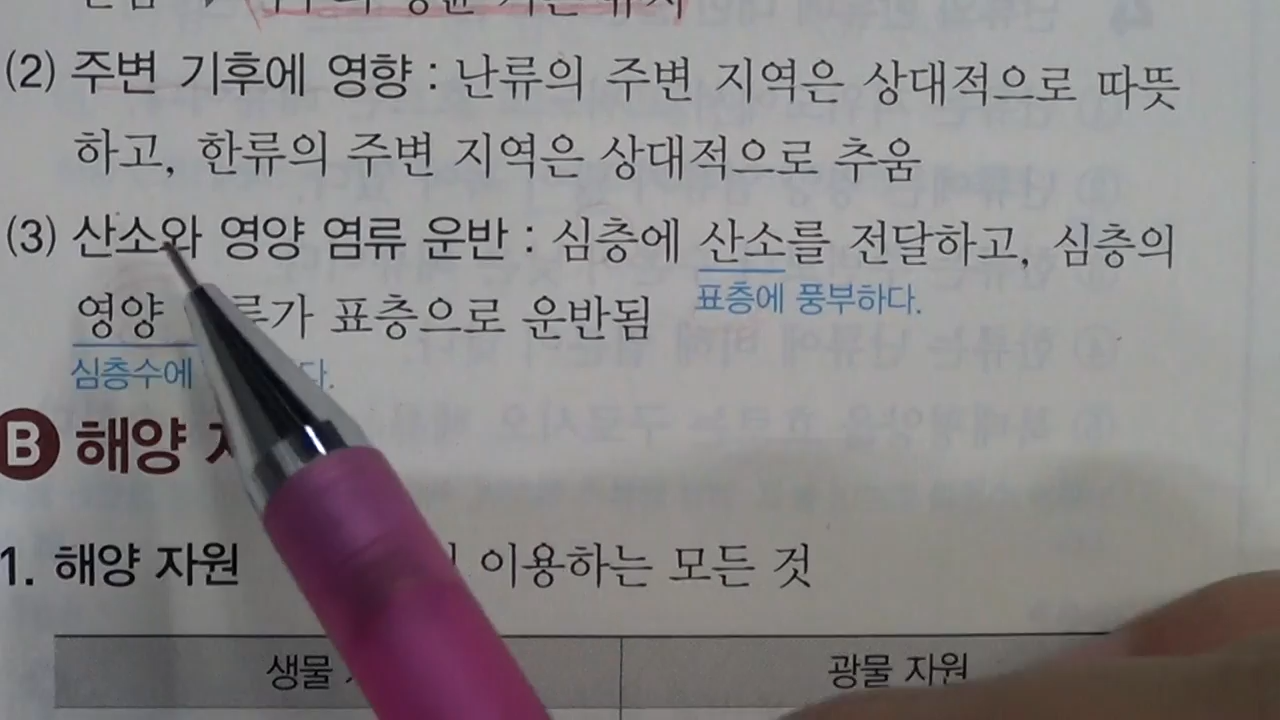 (2) 주변 기후에 영향 : 난류의 주변 지역은 상대적으로 따뜻
하고, 한류의 주변 지역은 상대적으로 추움
(3) 산소와 영양 염류 운반 : 심층에 산소를 전달하고, 심층의
표층에 풍부하다.
영양 류가 표층으로 운반됨
심층수에
B 해양
1. 해양 자원 이용하는 모든 것
생물
광물 자원